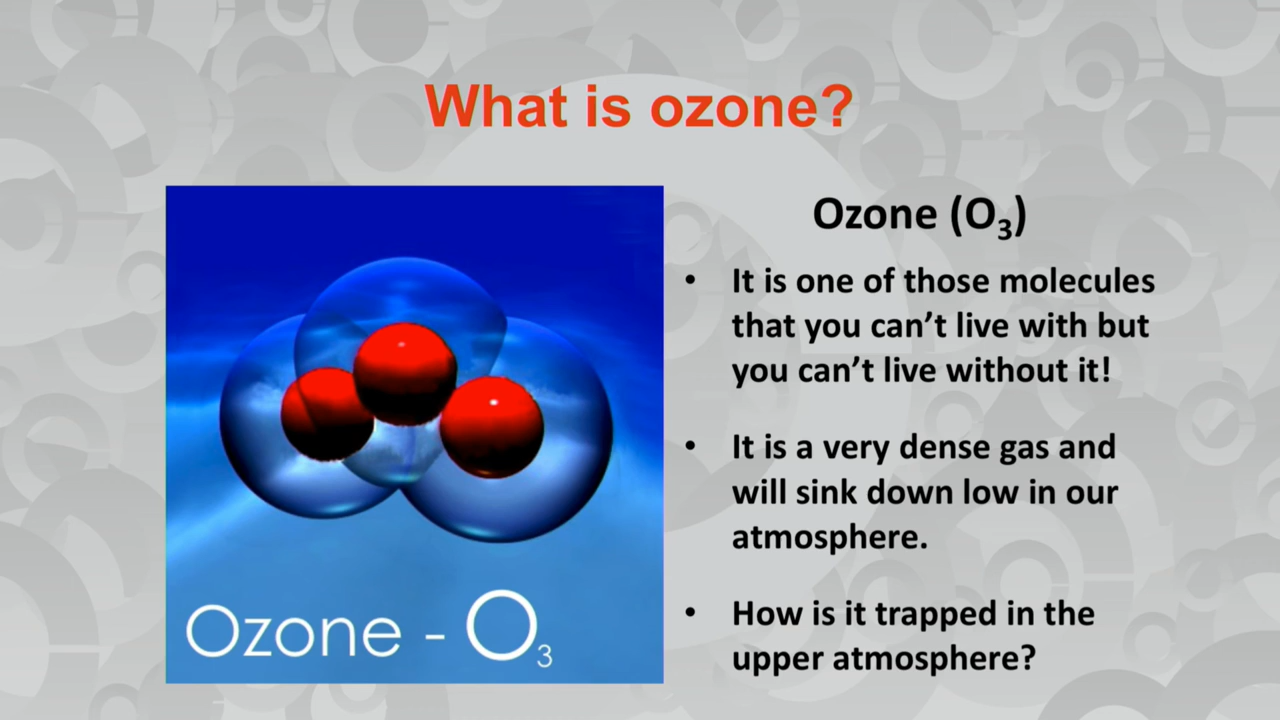 What is ozone?
Ozone - O₃
Ozone (O₃)
• It is one of those molecules
that you can’t live with but
you can’t live without it!
• It is a very dense gas and
will sink down low in our
atmosphere.
• How is it trapped in the
upper atmosphere?